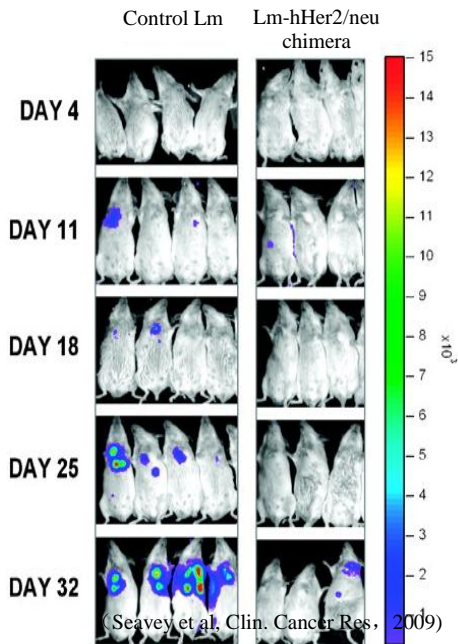 Control Lm
Lm-hHer2/neu
chimera
DAY 4
DAY 11
DAY 18
DAY 25
DAY 32
15
14
13
12
11
10
9
8
7
6
5
4
3
2
1
x10³
(Seavey et al, Clin. Cancer Res，2009)